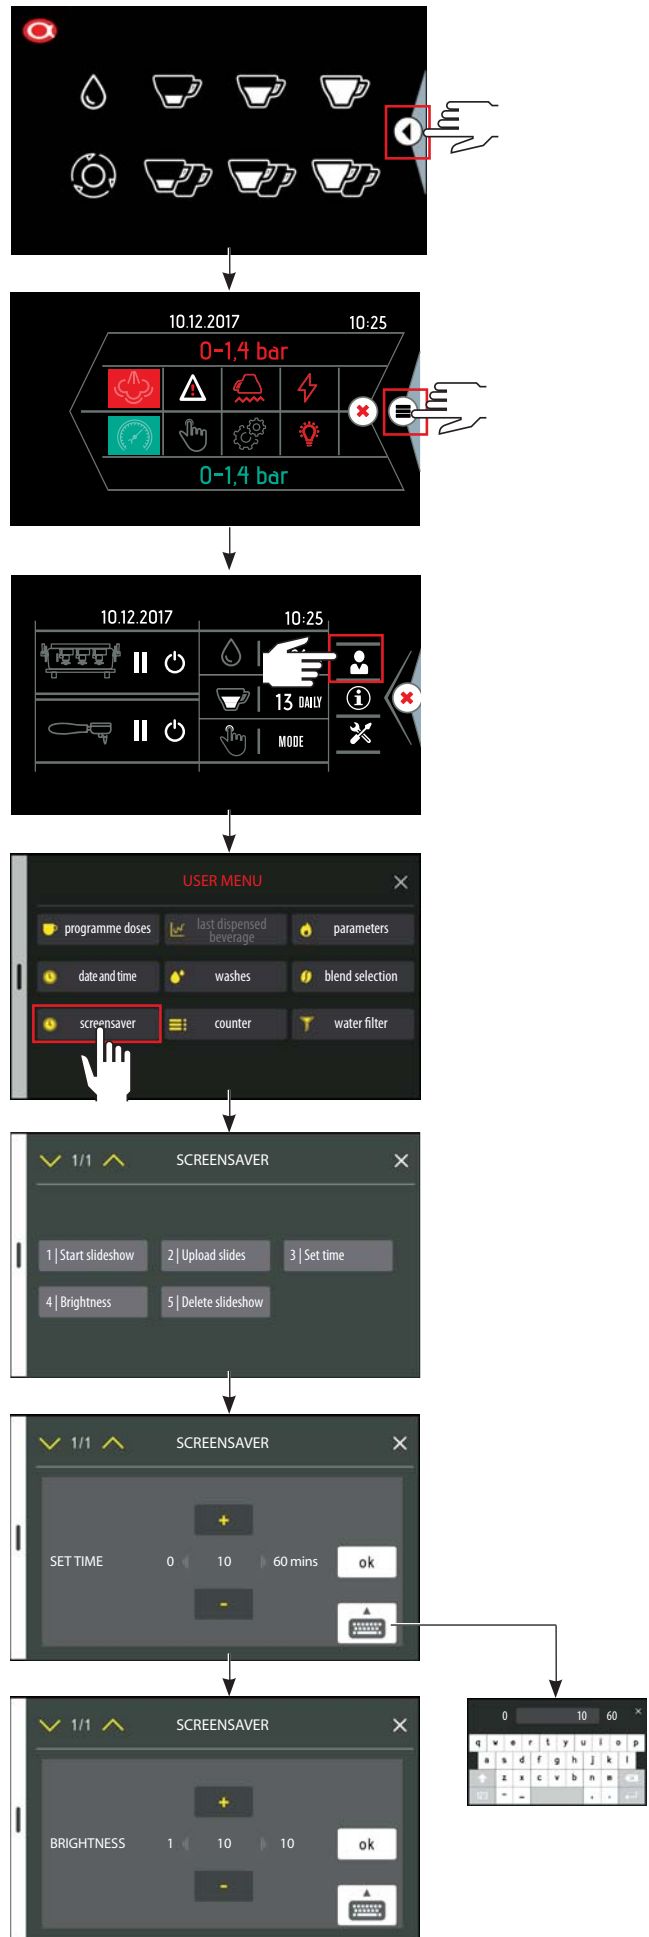 10.12.2017 10:25
0-1,4 bar
0-1,4 bar
10.12.2017 10:25
13 DAILY
MODE
USER MENU
programme doses
last dispensed
beverage
parameters
date and time
washes
blend selection
screensaver
counter
water filter
1/1 SCREENSAVER
1 | Start slideshow
2 | Upload slides
3 | Set time
4 | Brightness
5 | Delete slideshow
1/1 SCREENSAVER
+
SET TIME 0 10 60 mins ok
-
1/1 SCREENSAVER
+
BRIGHTNESS 1 10 10 ok
-
0 10 60 ×
q w e r t y u i o p
a s d f g h j k l
z x c v b n m
123 - _ , .